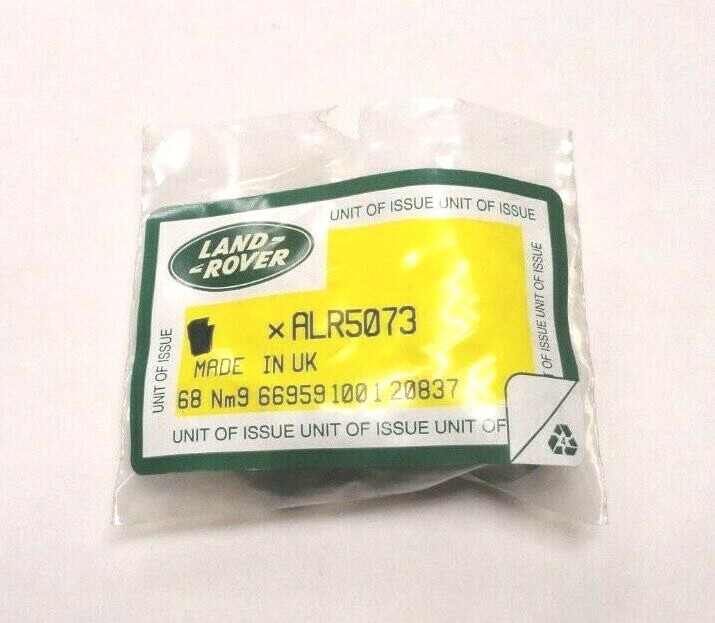 UNIT OF ISSUE UNIT OF ISSUE
LAND-
-ROVER
× ALR5073
MADE IN UK
68 Nm9 66959 1001 20837
UNIT OF ISSUE UNIT OF ISSUE UNIT OF
UNIT OF ISSUE
OF ISSUE UNIT OF ISSUE